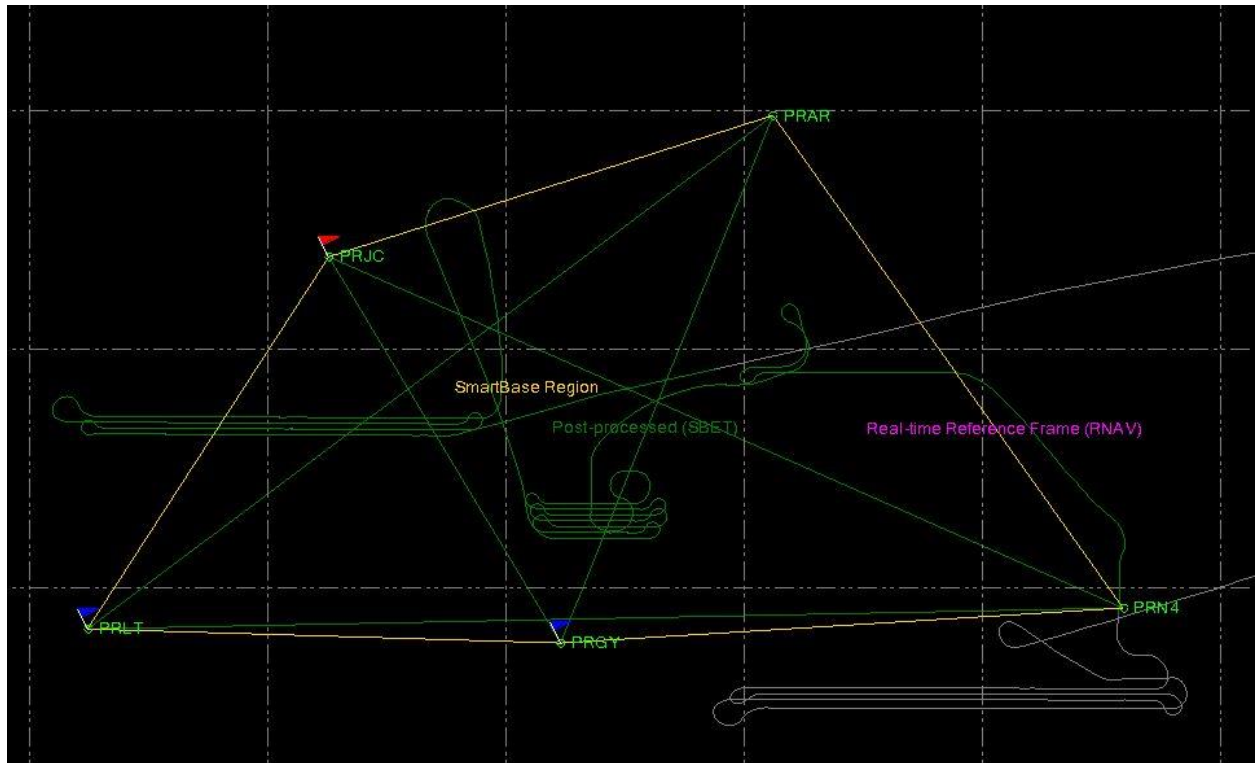 PRAR
PRJC
SmartBase Region
Post-processed (SBET)
Real-time Reference Frame (RNAV)
PRN4
PRLT
PRGY